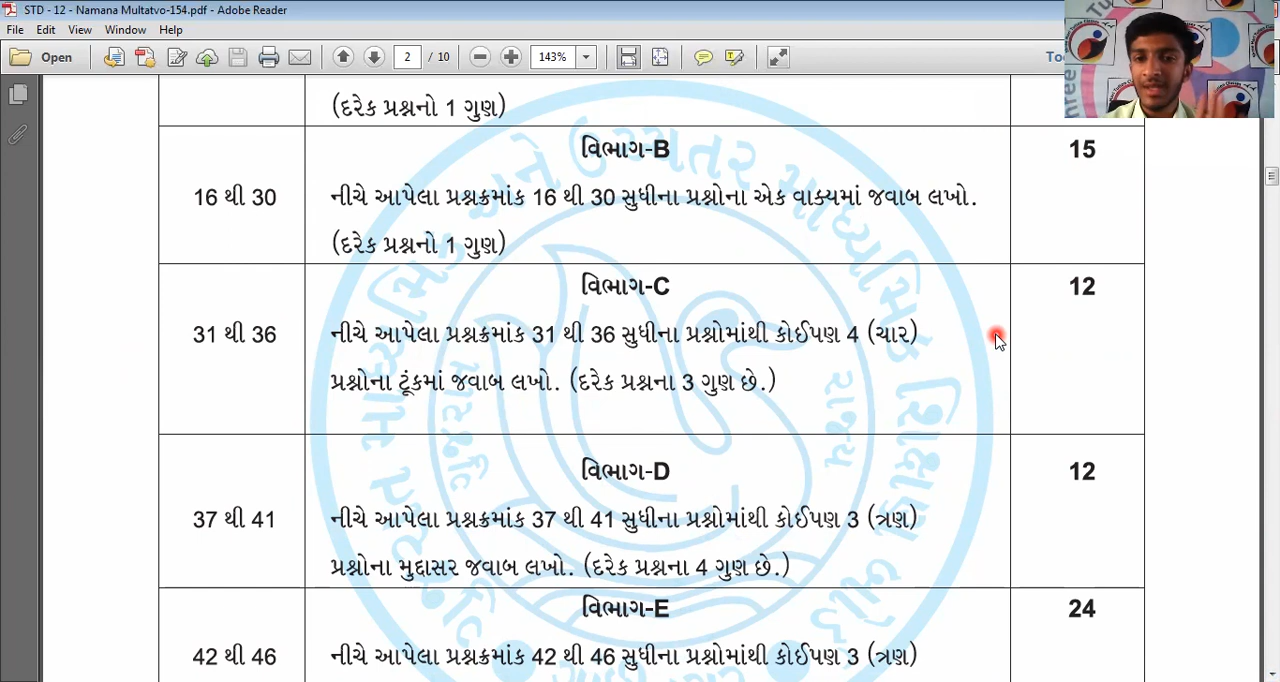 STD - 12 - Namana Multatvo-154.pdf - Adobe Reader
File Edit View Window Help
Open 2 / 10 143%
(દરેક પ્રશ્નનો 1 ગુણ)
વિભાગ-B 15
16 થી 30 નીચે આપેલા પ્રશ્નક્રમાંક 16 થી 30 સુધીના પ્રશ્નોના એક વાક્યમાં જવાબ લખો.
(દરેક પ્રશ્નનો 1 ગુણ)
વિભાગ-C 12
31 થી 36 નીચે આપેલા પ્રશ્નક્રમાંક 31 થી 36 સુધીના પ્રશ્નોમાંથી કોઈપણ 4 (ચાર)
પ્રશ્નોના ટૂંકમાં જવાબ લખો. (દરેક પ્રશ્નના 3 ગુણ છે.)
વિભાગ-D 12
37 થી 41 નીચે આપેલા પ્રશ્નક્રમાંક 37 થી 41 સુધીના પ્રશ્નોમાંથી કોઈપણ 3 (ત્રણ)
પ્રશ્નોના મુદ્દાસર જવાબ લખો. (દરેક પ્રશ્નના 4 ગુણ છે.)
વિભાગ-E 24
42 થી 46 નીચે આપેલા પ્રશ્નક્રમાંક 42 થી 46 સુધીના પ્રશ્નોમાંથી કોઈપણ 3 (ત્રણ)